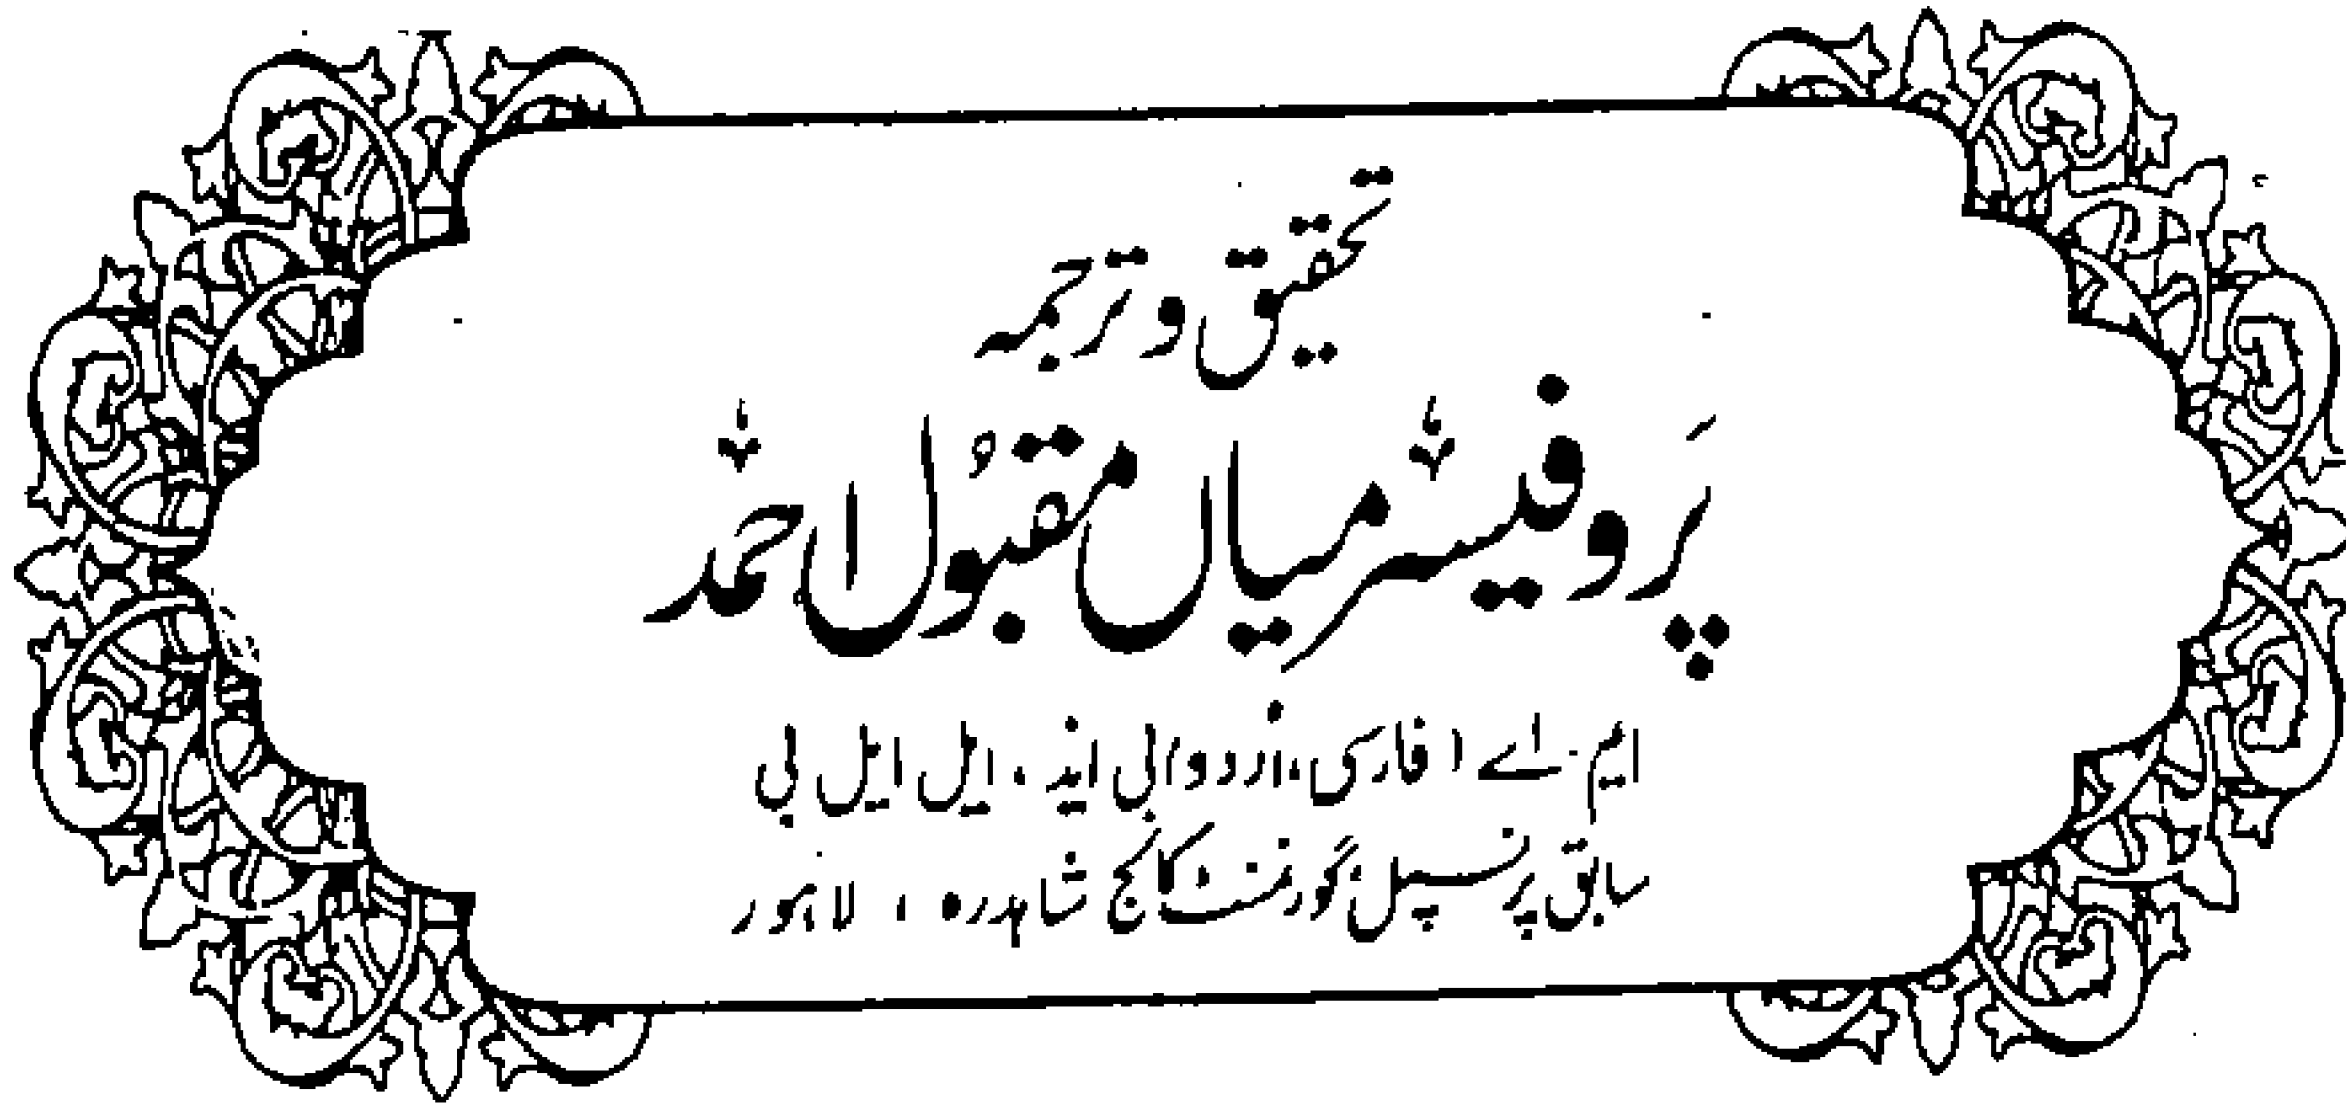 تحقیق و ترجمہ
پروفیسر میاں مقبول احمد
ایم۔ اے (فارسی، اردو) بی ایڈ، ایل ایل بی
سابق پرنسپل، گورنمنٹ کالج شاہدرہ، لاہور